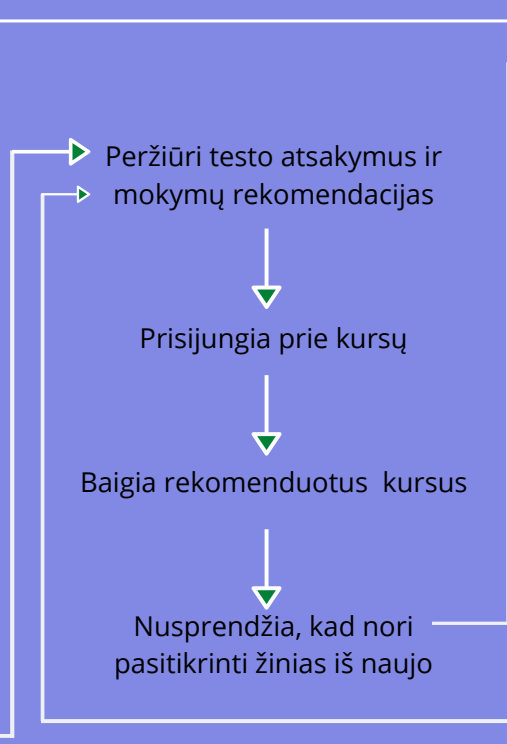 Peržiūri testo atsakymus ir
mokymų rekomendacijas
Prisijungia prie kursų
Baigia rekomenduotus  kursus
Nusprendžia, kad nori
pasitikrinti žinias iš naujo